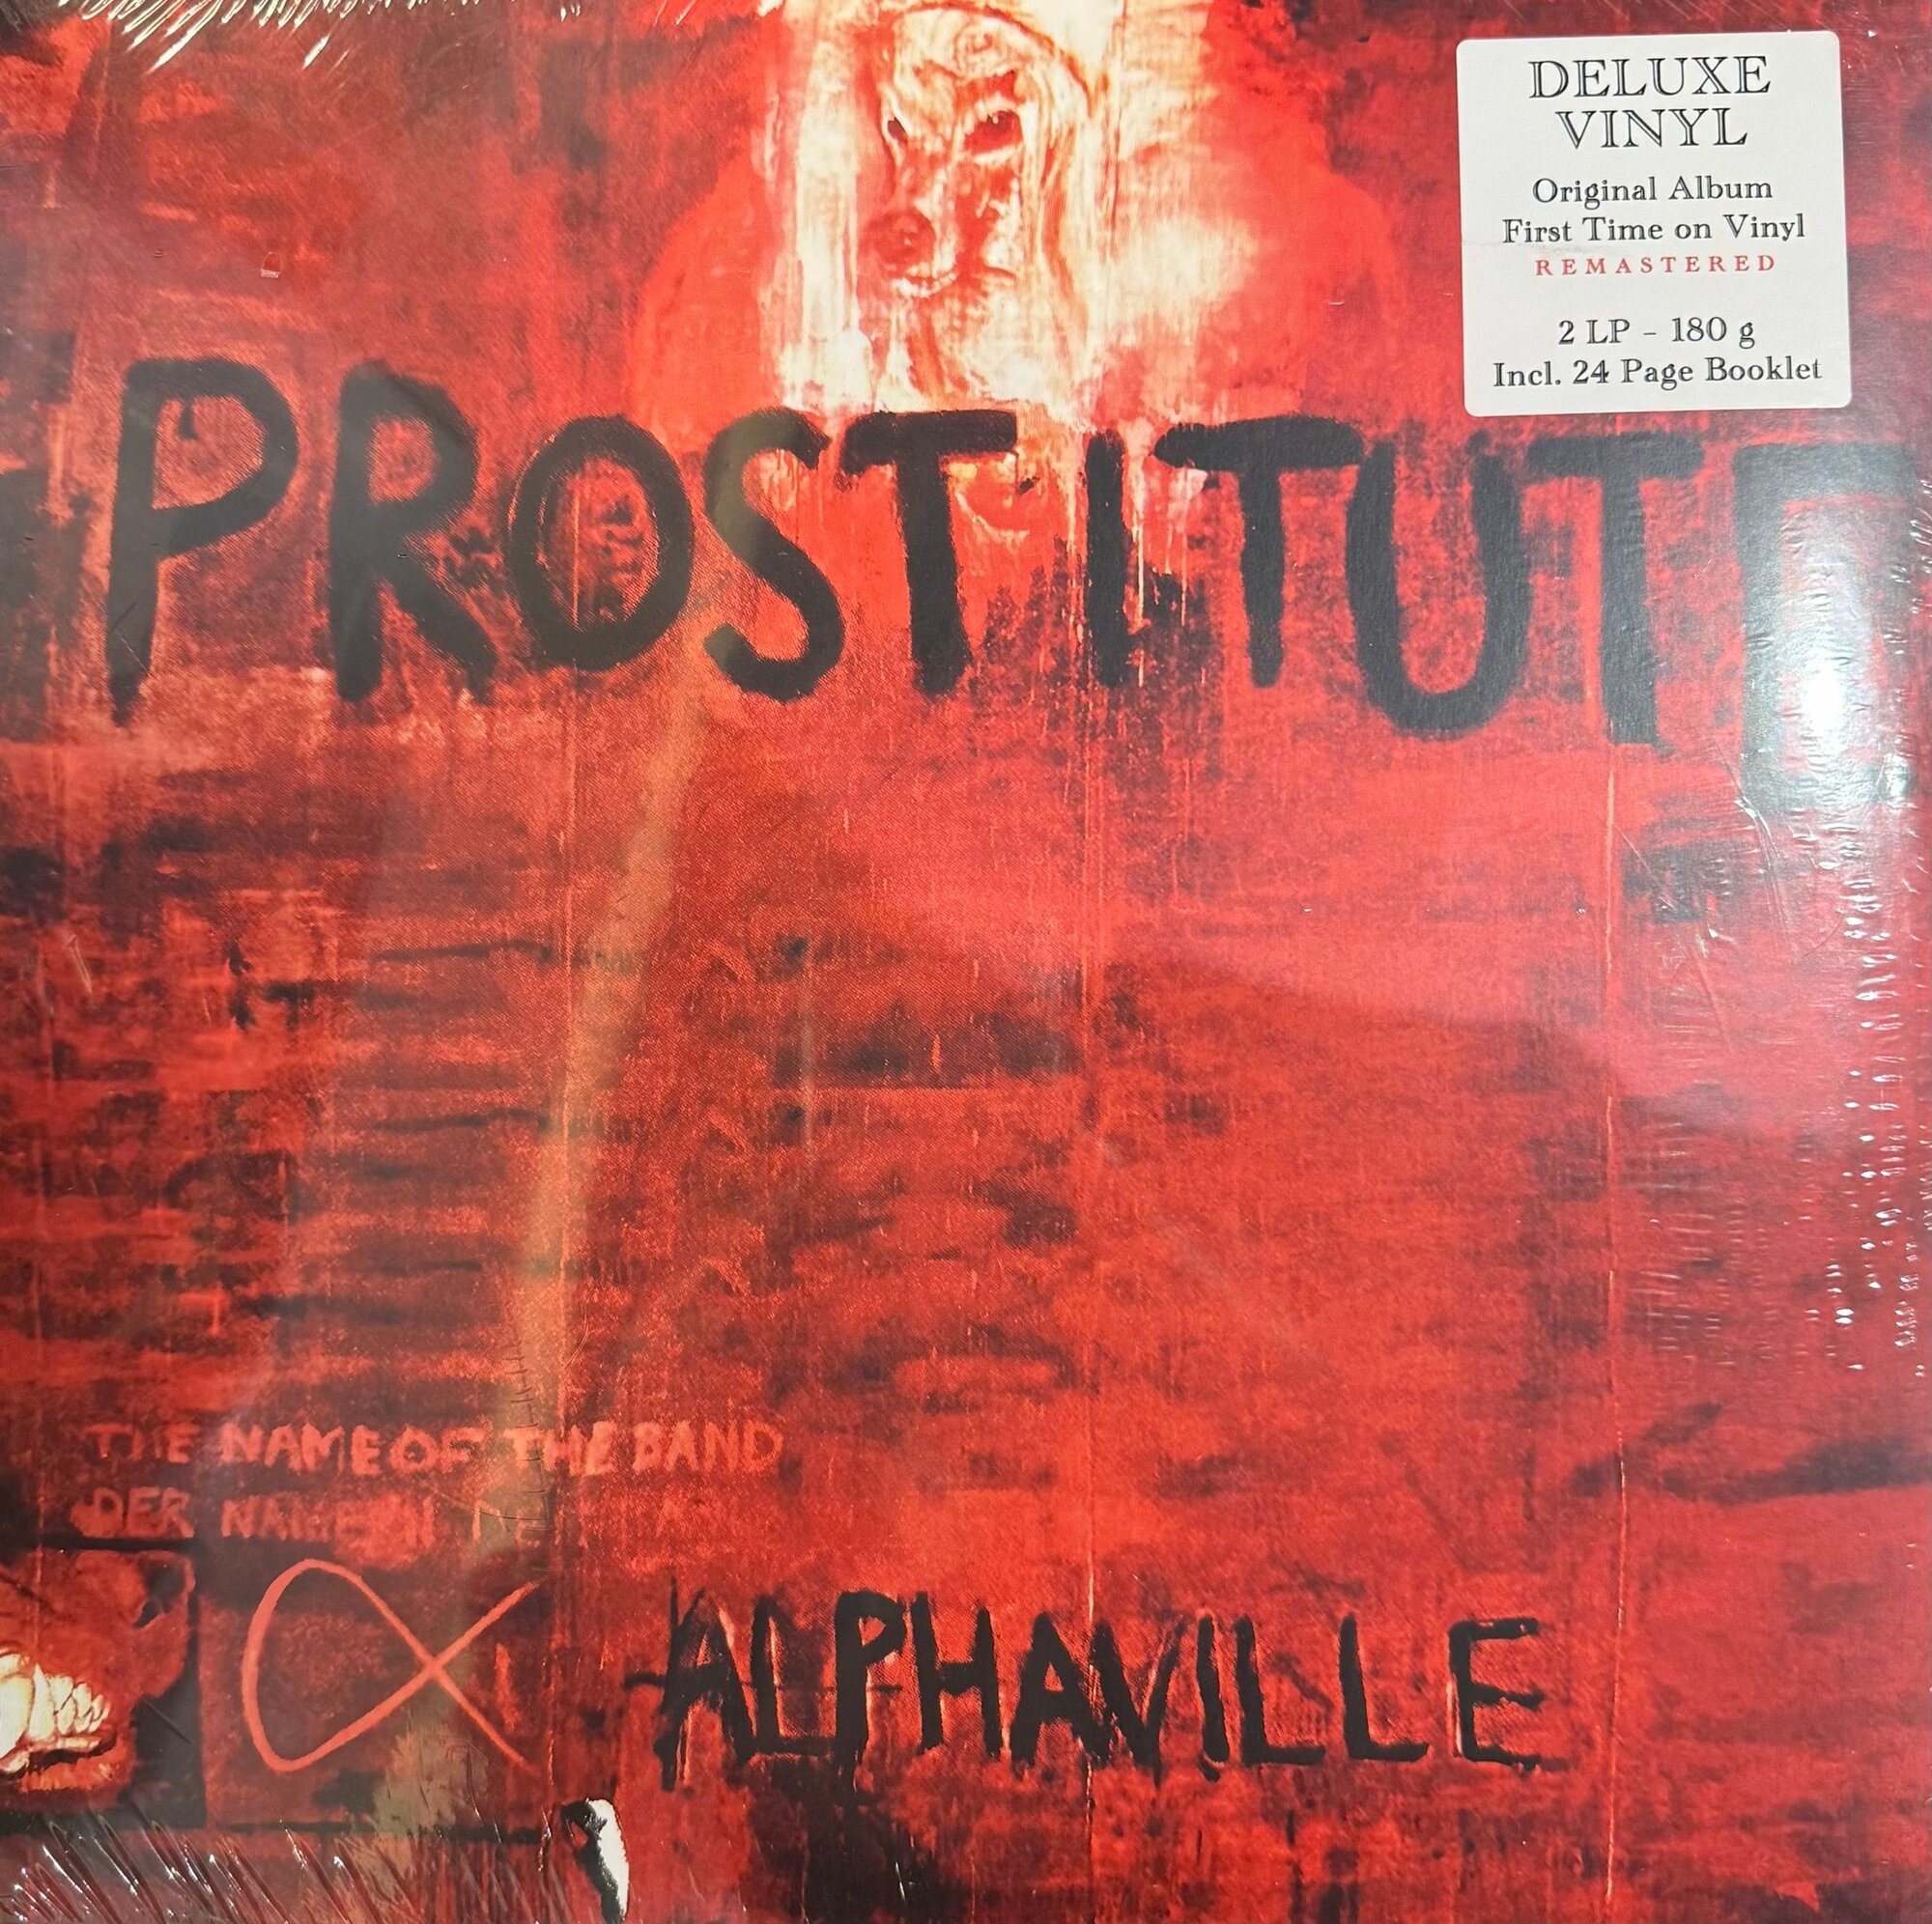 DELUXE
VINYL
Original Album
First Time on Vinyl
REMASTERED
2 LP - 180 g
Incl. 24 Page Booklet
PROSTITUTE
THE NAME OF THE BAND
DER NAME
α ALPHAVILLE